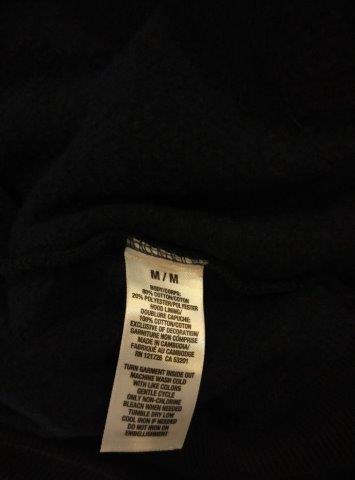 M / M
BODY/CORPS:
80% COTTON/COTON
20% POLYESTER/POLYESTER
HOOD LINING/
DOUBLURE CAPUCHE:
100% COTTON/COTON
EXCLUSIVE OF DECORATION/
GARNITURE NON COMPRISE
MADE IN CAMBODIA/
FABRIQUÉ AU CAMBODGE
RN 121726 CA 53201
TURN GARMENT INSIDE OUT
MACHINE WASH COLD
WITH LIKE COLORS
GENTLE CYCLE
ONLY NON-CHLORINE
BLEACH WHEN NEEDED
TUMBLE DRY LOW
COOL IRON IF NEEDED
DO NOT IRON ON
EMBELLISHMENT